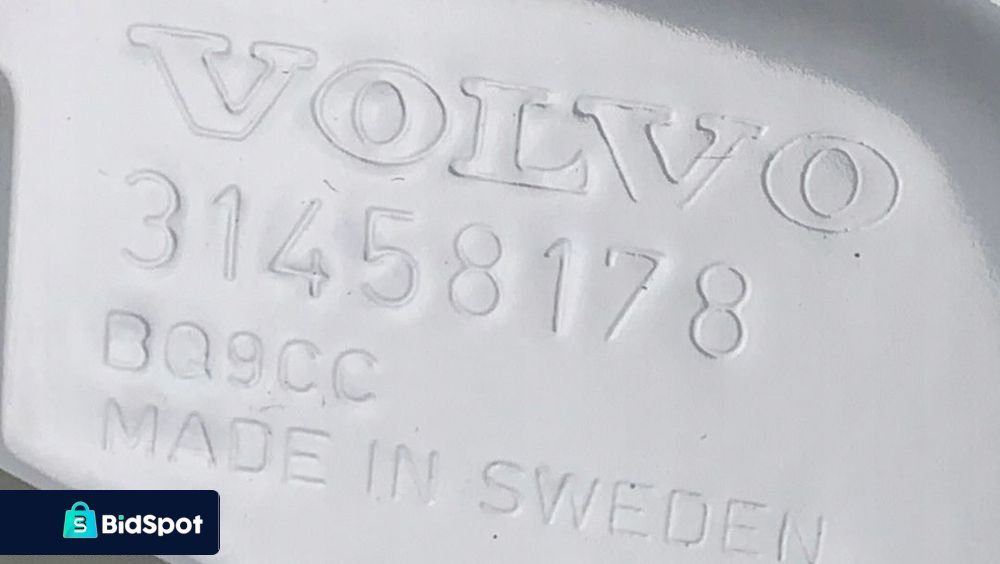 VOLVO
31458178
BQ9CC
MADE IN SWEDEN
BidSpot